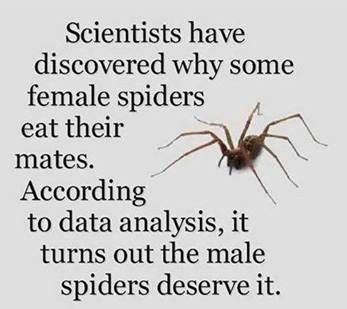 Scientists have
discovered why some
female spiders
eat their
mates.
According
to data analysis, it
turns out the male
spiders deserve it.